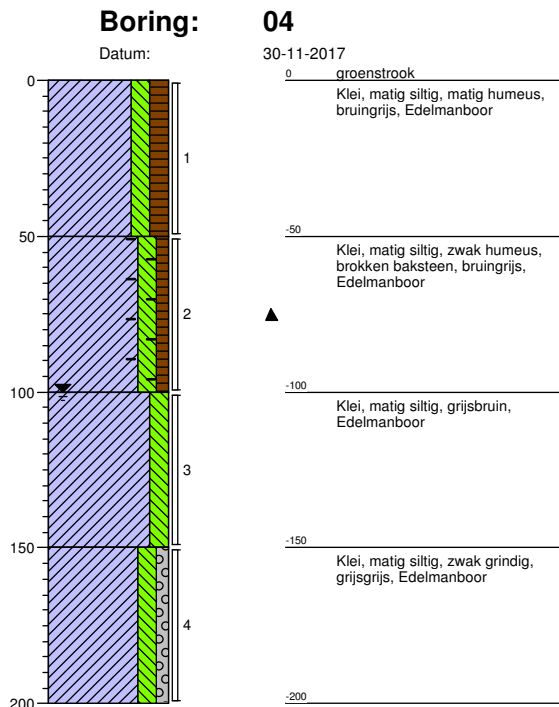 Boring: 04
Datum: 30-11-2017
0
0
groenstrook
Klei, matig siltig, matig humeus,
bruingrijs, Edelmanboor
1
50
-50
Klei, matig siltig, zwak humeus,
brokken baksteen, bruingrijs,
Edelmanboor
2
100
-100
Klei, matig siltig, grijsbruin,
Edelmanboor
3
150
-150
Klei, matig siltig, zwak grindig,
grijsgrijs, Edelmanboor
4
200
-200